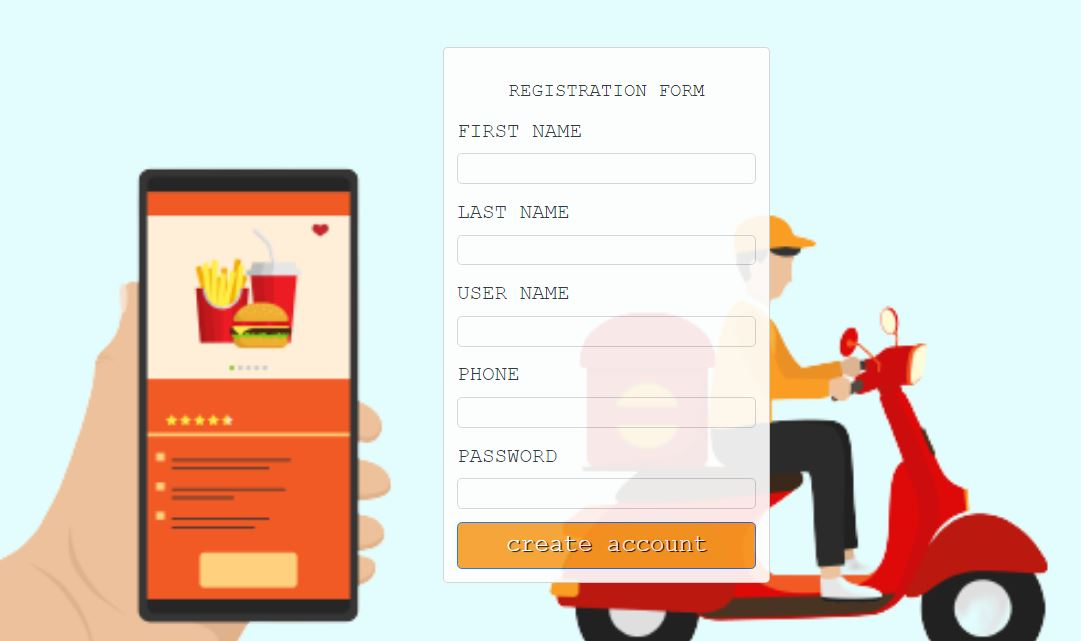 REGISTRATION FORM
FIRST NAME
LAST NAME
USER NAME
PHONE
PASSWORD
create account